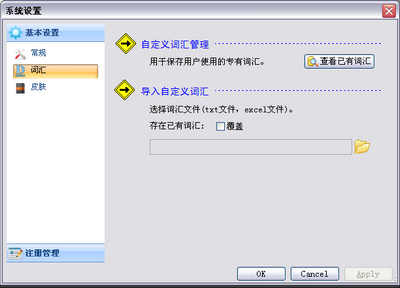 系统设置
基本设置
常规
词汇
皮肤
注册管理
自定义词汇管理
用于保存用户使用的专有词汇。
查看已有词汇
导入自定义词汇
选择词汇文件(txt文件，excel文件)。
存在已有词汇：
覆盖
OK
Cancel
Apply